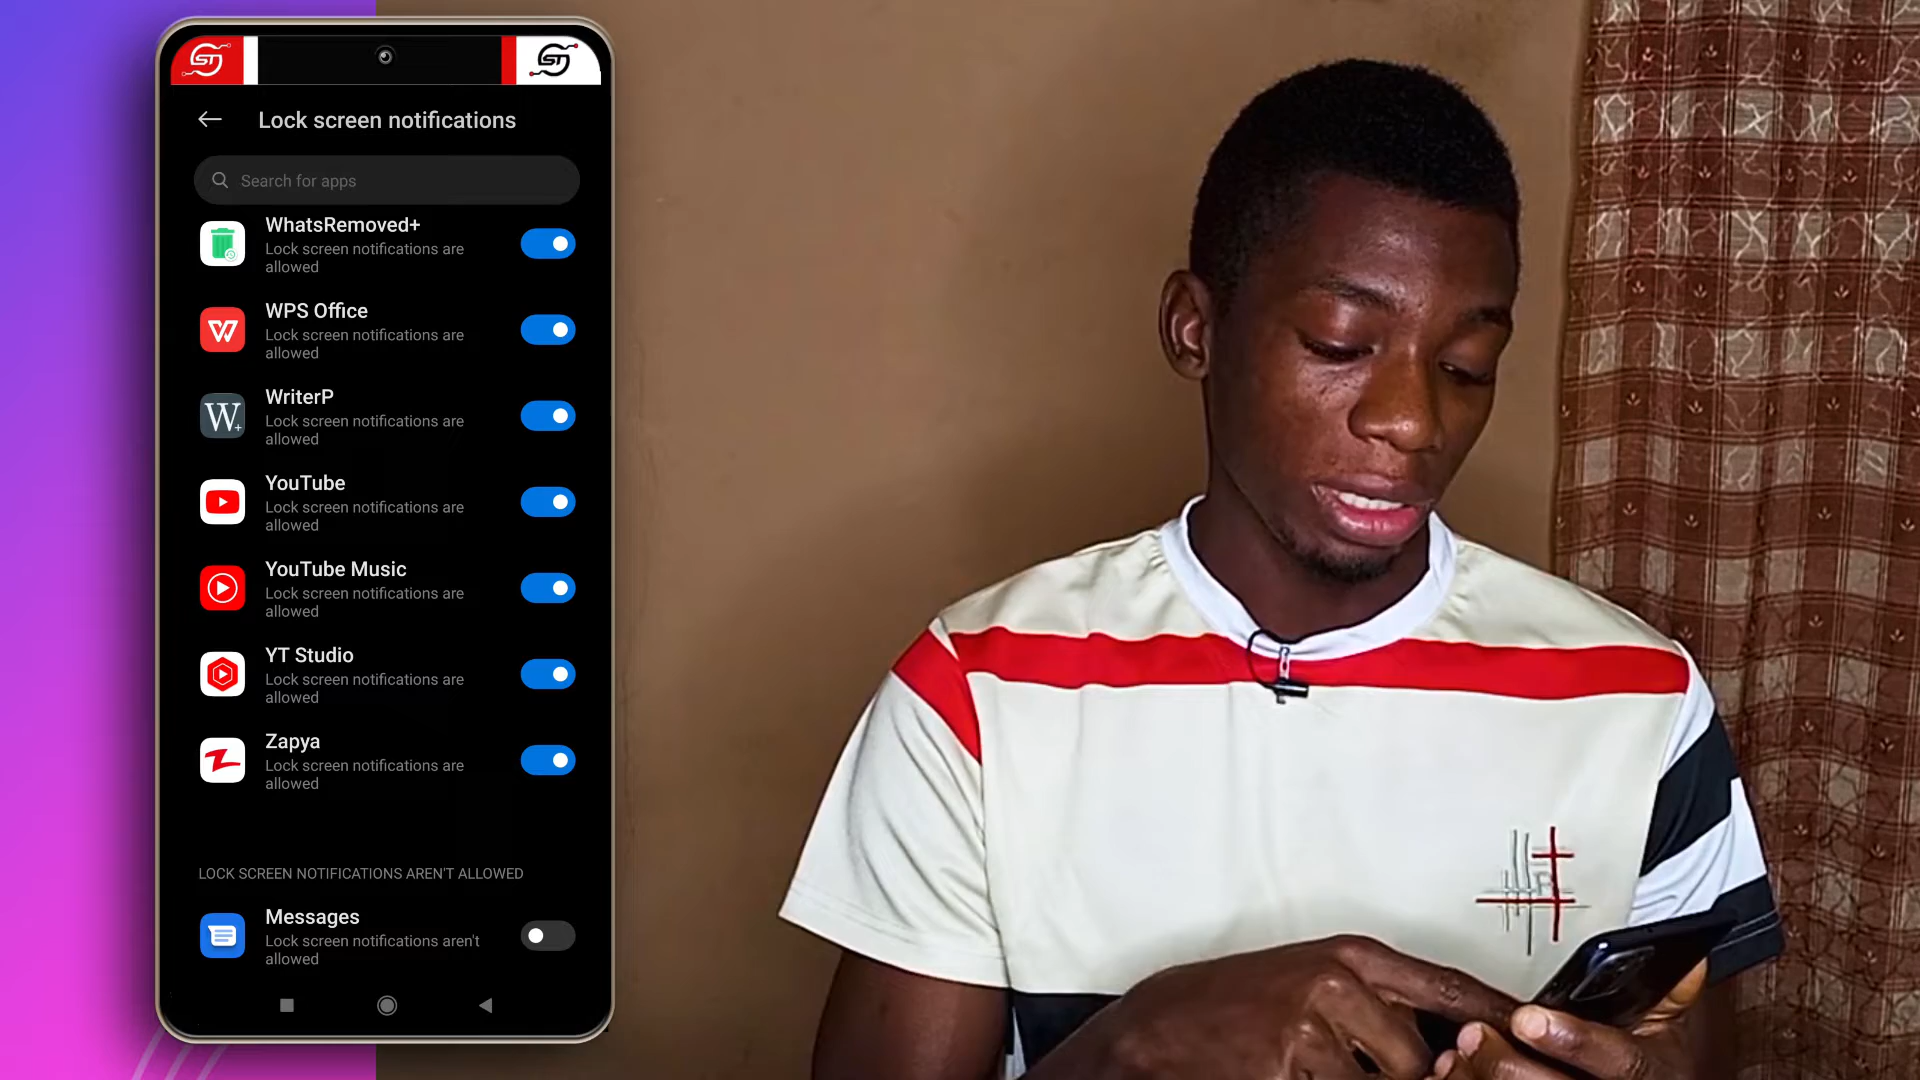 ST
ST
Lock screen notifications
Search for apps
WhatsRemoved+
Lock screen notifications are
allowed
WPS Office
Lock screen notifications are
allowed
W+
WriterP
Lock screen notifications are
allowed
YouTube
Lock screen notifications are
allowed
YouTube Music
Lock screen notifications are
allowed
YT Studio
Lock screen notifications are
allowed
Zapya
Lock screen notifications are
allowed
LOCK SCREEN NOTIFICATIONS AREN'T ALLOWED
Messages
Lock screen notifications aren't
allowed